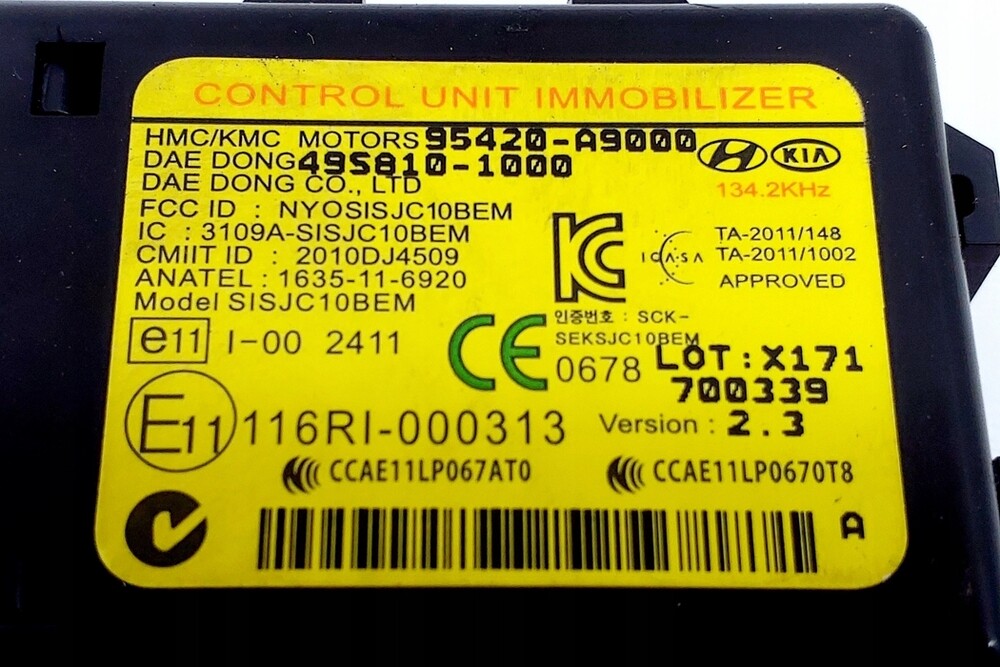 CONTROL UNIT IMMOBILIZER
HMC/KMC MOTORS 95420-A9000
DAE DONG 49S810-1000
DAE DONG CO., LTD
KIA
134.2KHz
FCC ID : NYOSISJC10BEM
IC : 3109A-SISJC10BEM
CMIIT ID : 2010DJ4509
ANATEL : 1635-11-6920
Model SISJC10BEM
ICASA
TA-2011/148
TA-2011/1002
APPROVED
인증번호 : SCK-
SEKSJC10BEM
e11 I-00 2411
CE 0678
LOT:X171
700339
E11 116RI-000313
Version : 2.3
CCAE11LP067AT0
CCAE11LP0670T8
A